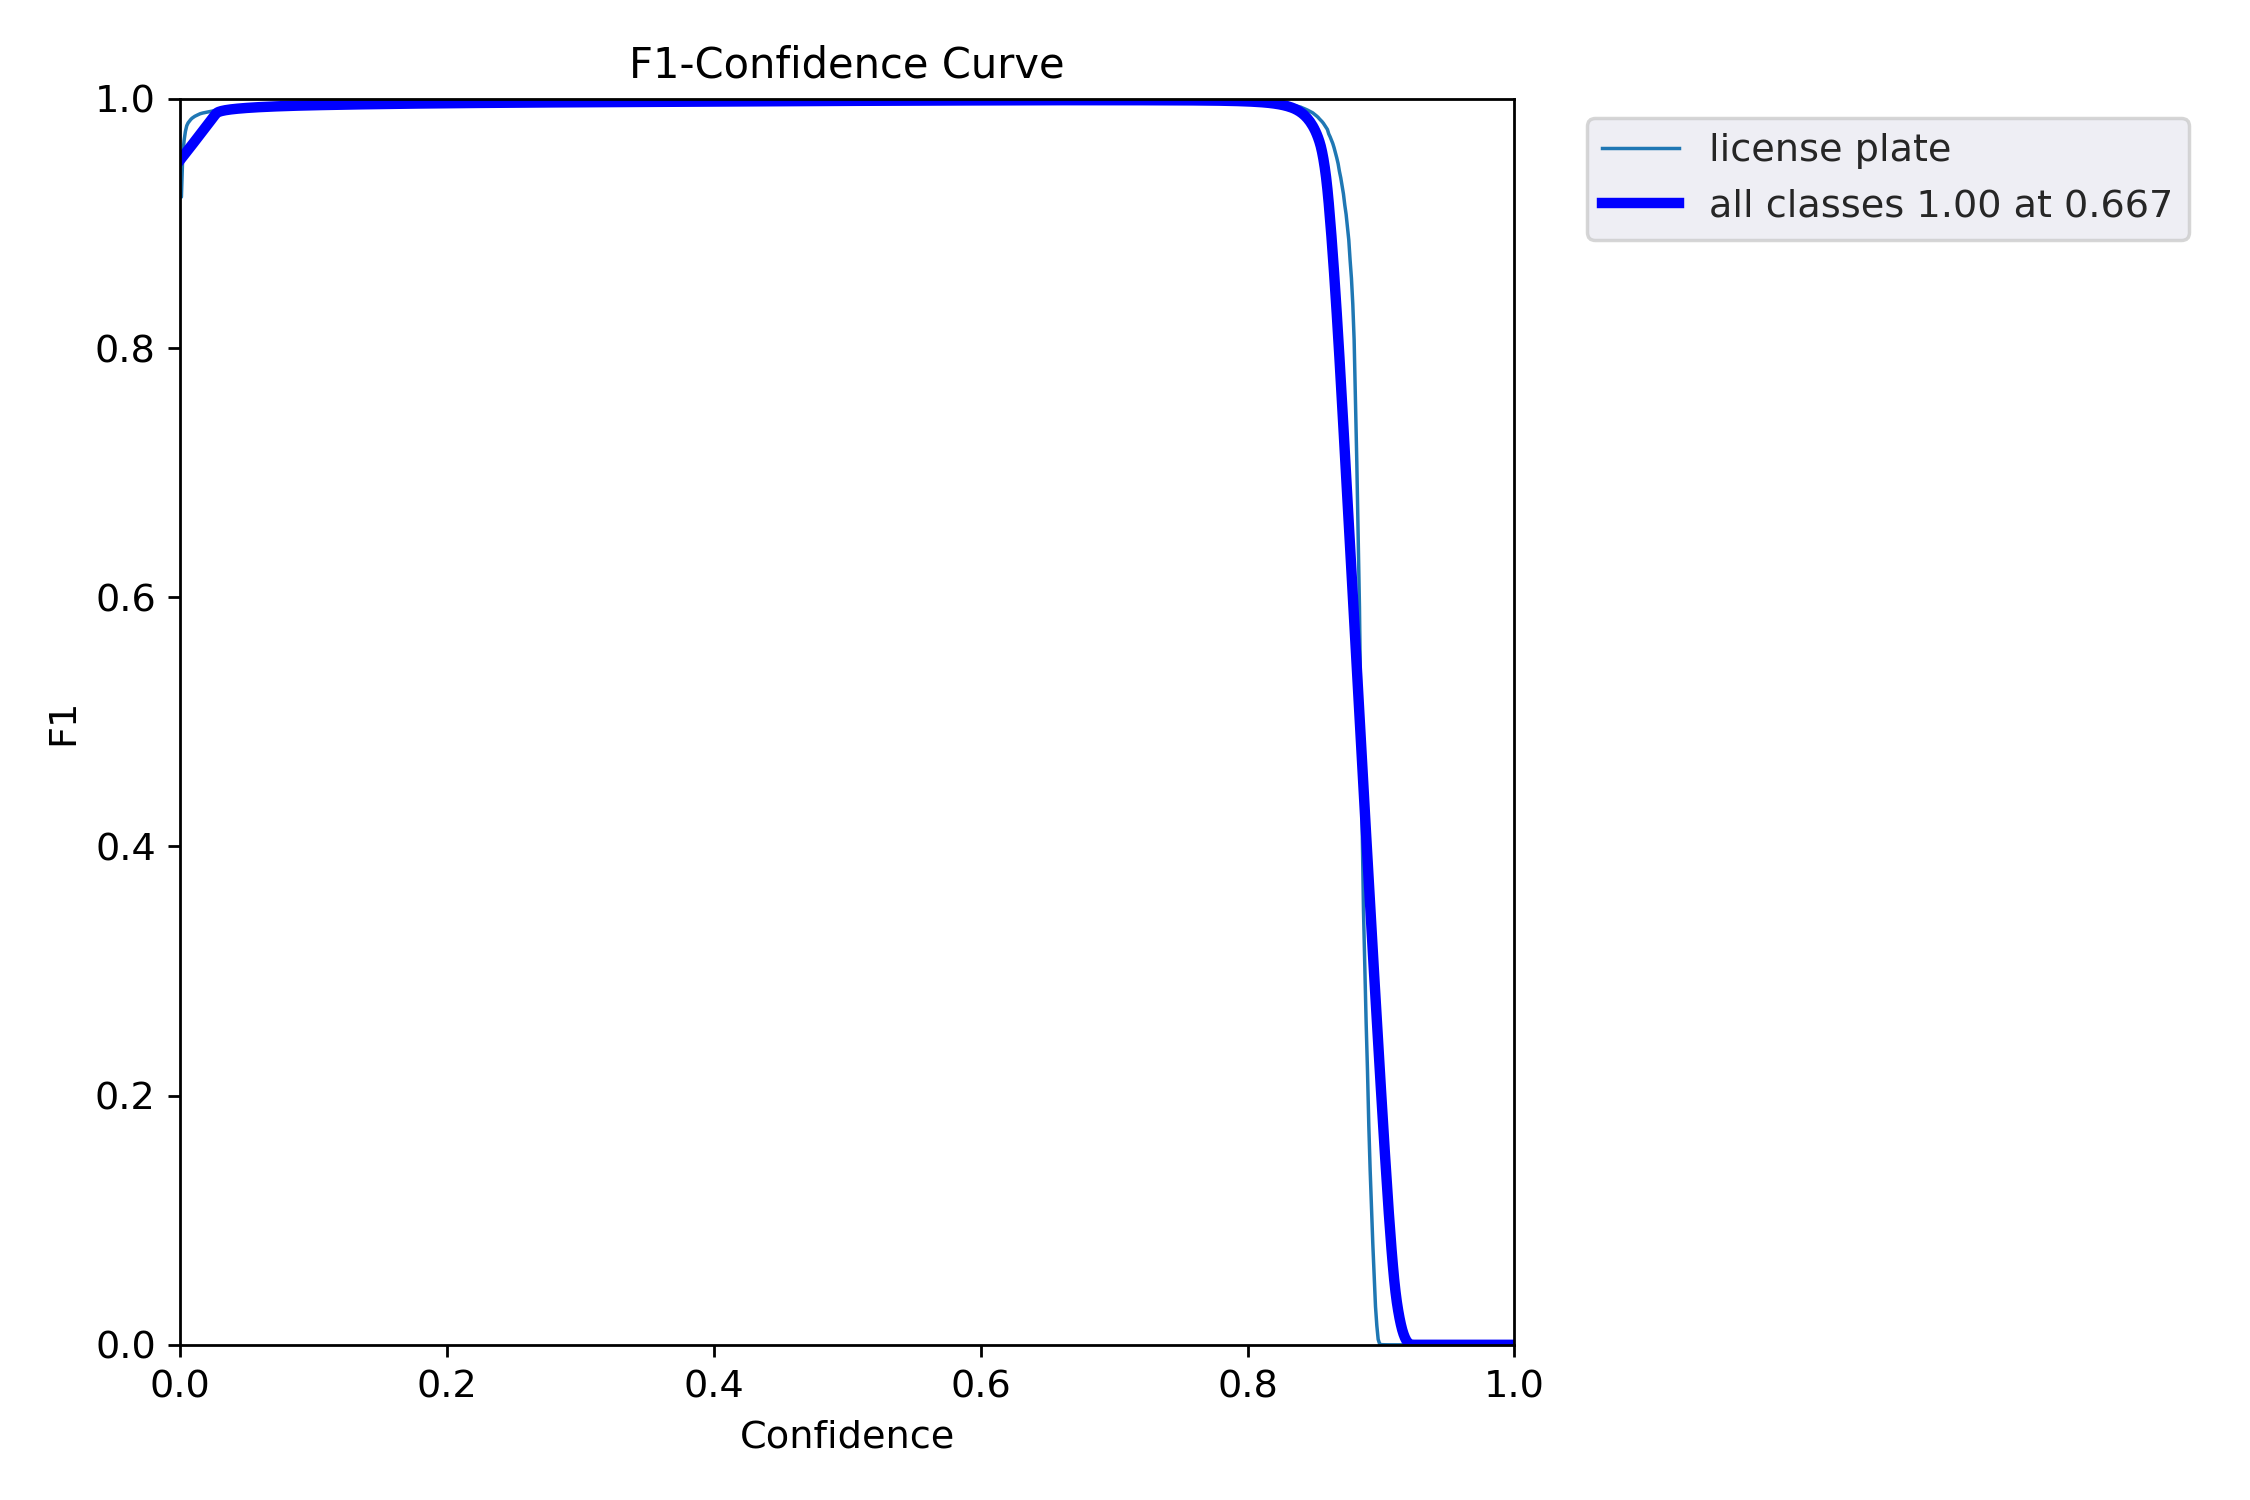 F1-Confidence Curve
1.0
0.8
0.6
0.4
0.2
0.0
F1
0.0 0.2 0.4 0.6 0.8 1.0
Confidence
license plate
all classes 1.00 at 0.667